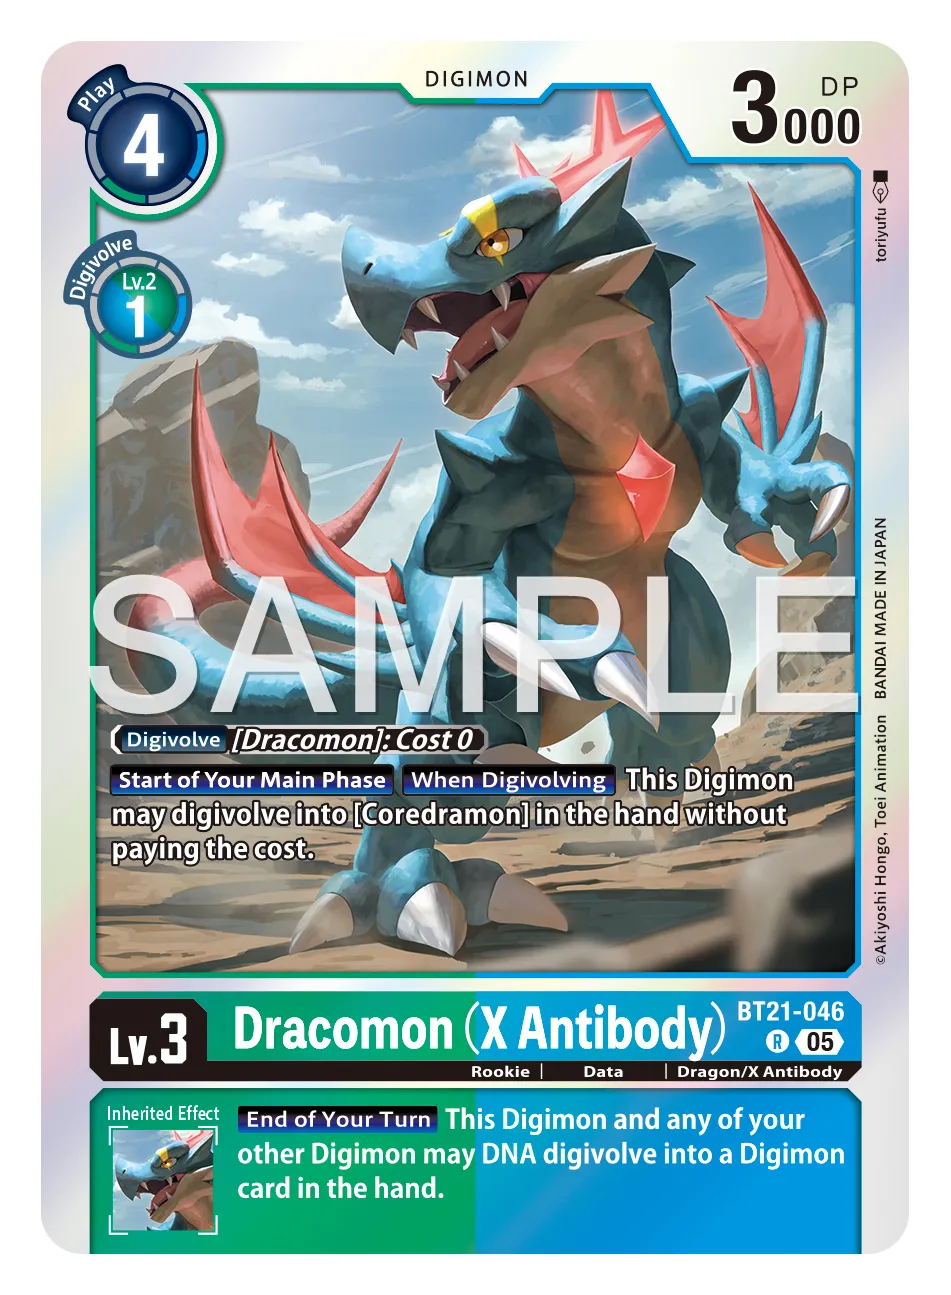 DIGIMON
Play
4
3000
DP
Digivolve
Lv.2
1
toriyufu
SAMPLE
©Akiyoshi Hongo, Toei Animation BANDAI MADE IN JAPAN
Digivolve [Dracomon]: Cost 0
Start of Your Main Phase When Digivolving This Digimon
may digivolve into [Coredramon] in the hand without
paying the cost.
Lv.3
Dracomon (X Antibody)
BT21-046
R 05
Rookie | Data | Dragon/X Antibody
Inherited Effect
End of Your Turn This Digimon and any of your
other Digimon may DNA digivolve into a Digimon
card in the hand.